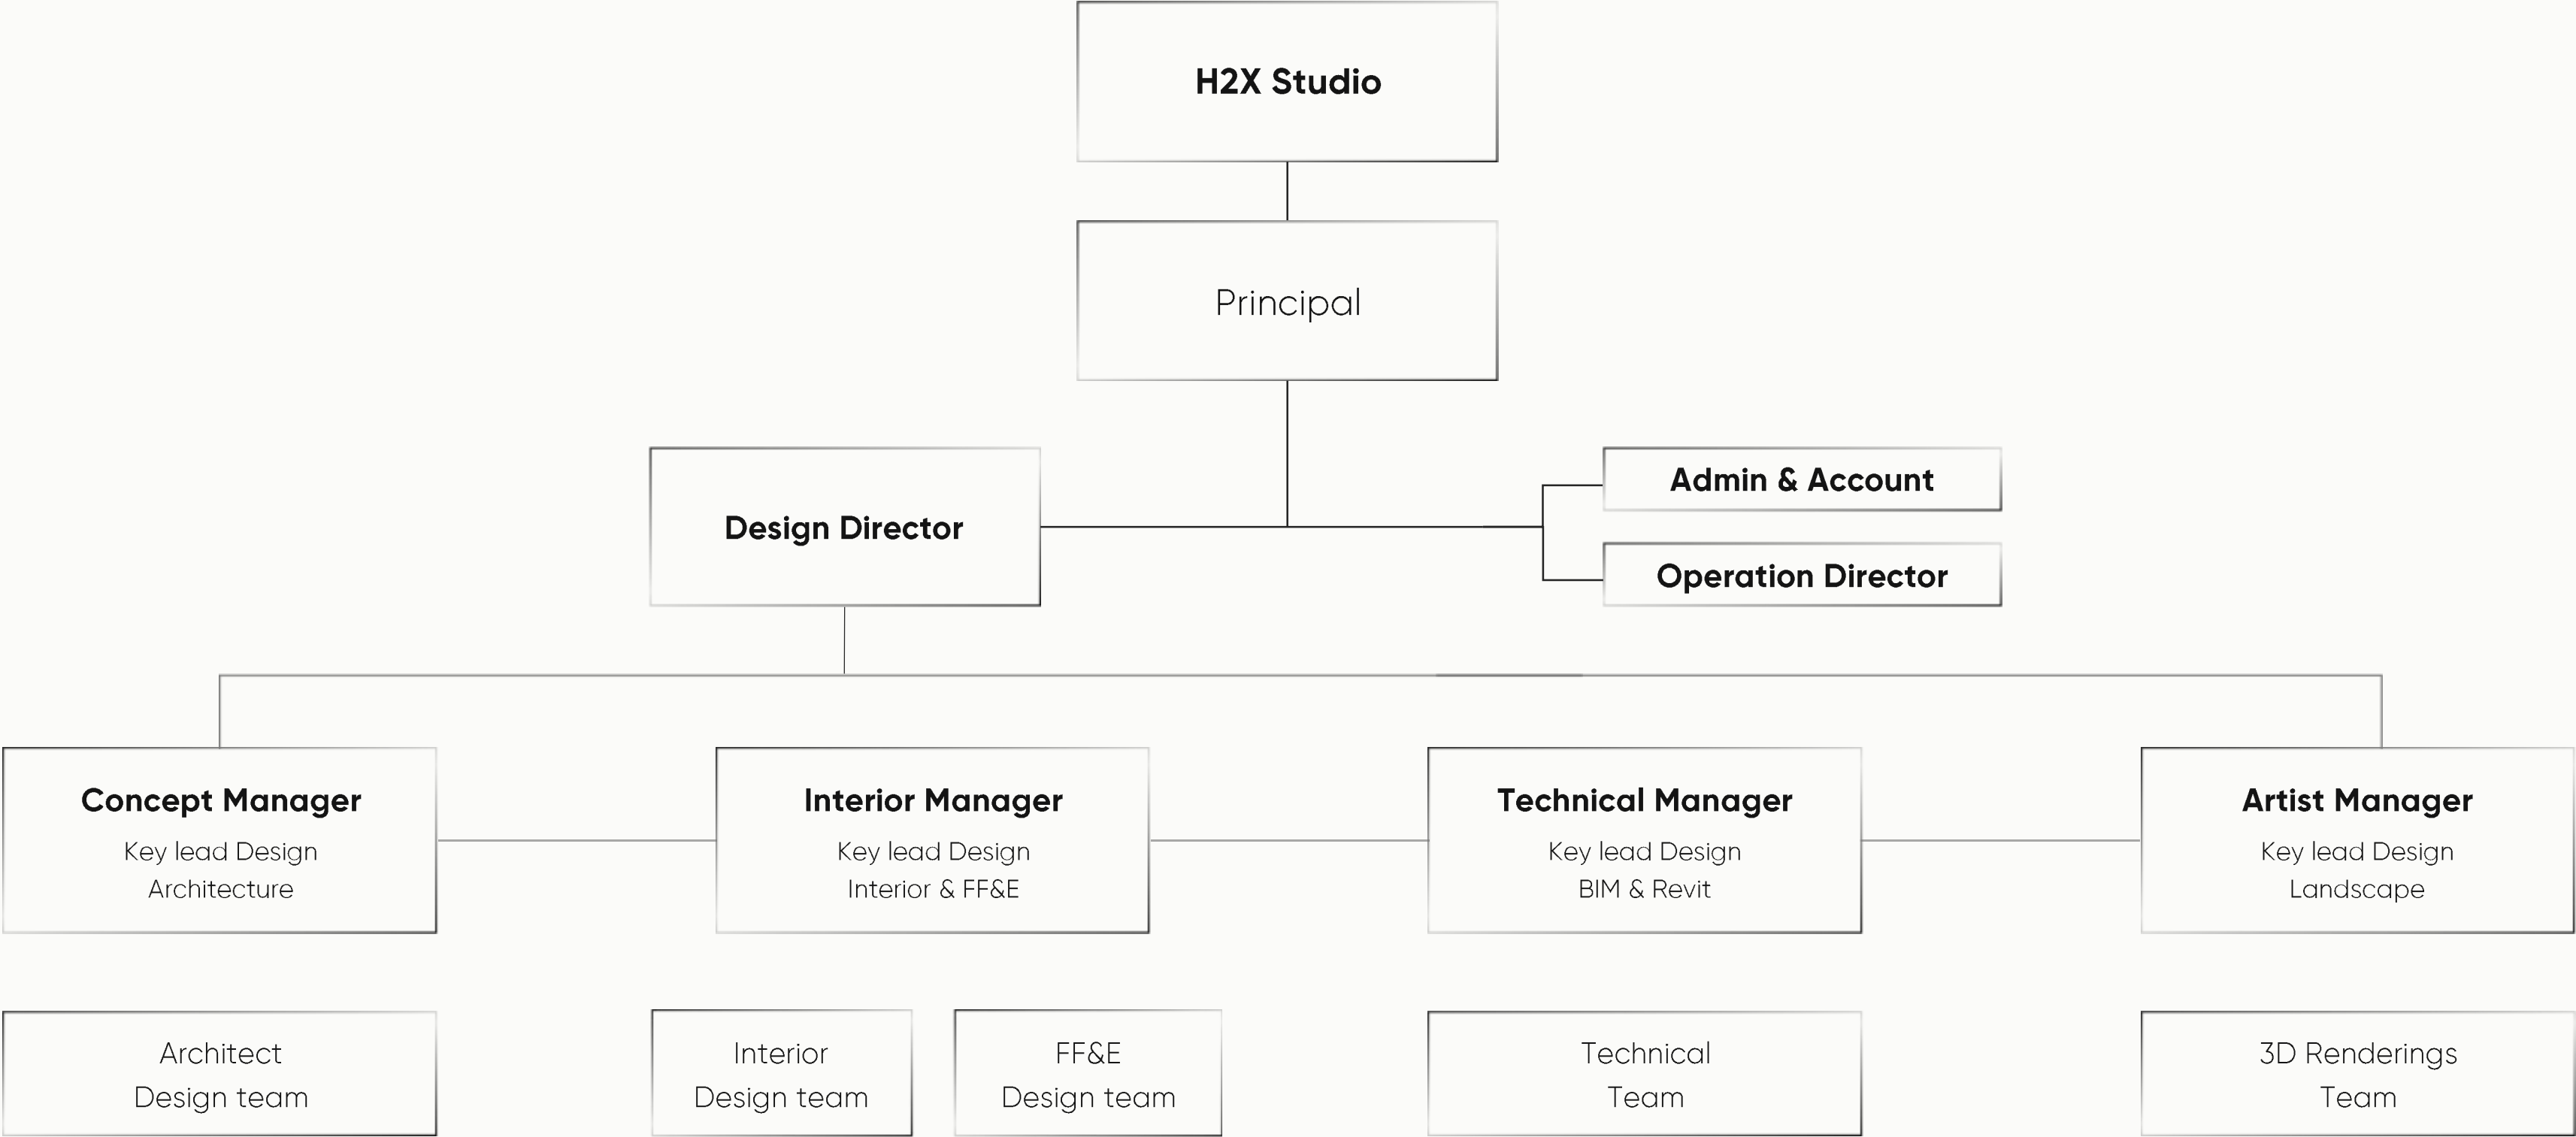 H2X Studio
Principal
Design Director
Admin & Account
Operation Director
Concept Manager
Key lead Design
Architecture
Interior Manager
Key lead Design
Interior & FF&E
Technical Manager
Key lead Design
BIM & Revit
Artist Manager
Key lead Design
Landscape
Architect
Design team
Interior
Design team
FF&E
Design team
Technical
Team
3D Renderings
Team